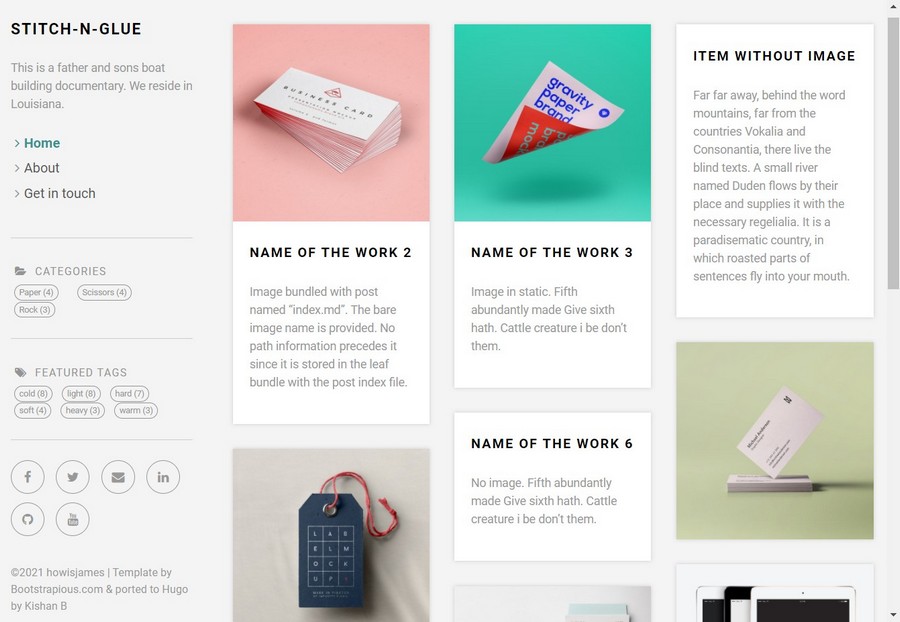 STITCH-N-GLUE
This is a father and sons boat
building documentary. We reside in
Louisiana.
Home
About
Get in touch
CATEGORIES
Paper (4)
Scissors (4)
Rock (3)
FEATURED TAGS
cold (8)
light (8)
hard (7)
soft (4)
heavy (3)
warm (3)
©2021 howisjames | Template by
Bootstrapious.com & ported to Hugo
by Kishan B
BUSINESS CARD
NAME OF THE WORK 2
Image bundled with post
named “index.md”. The bare
image name is provided. No
path information precedes it
since it is stored in the leaf
bundle with the post index file.
LAB
ELM
OCK
UP
gravity
paper
brand
NAME OF THE WORK 3
Image in static. Fifth
abundantly made Give sixth
hath. Cattle creature i be don’t
them.
NAME OF THE WORK 6
No image. Fifth abundantly
made Give sixth hath. Cattle
creature i be don’t them.
ITEM WITHOUT IMAGE
Far far away, behind the word
mountains, far from the
countries Vokalia and
Consonantia, there live the
blind texts. A small river
named Duden flows by their
place and supplies it with the
necessary regelialia. It is a
paradisematic country, in
which roasted parts of
sentences fly into your mouth.